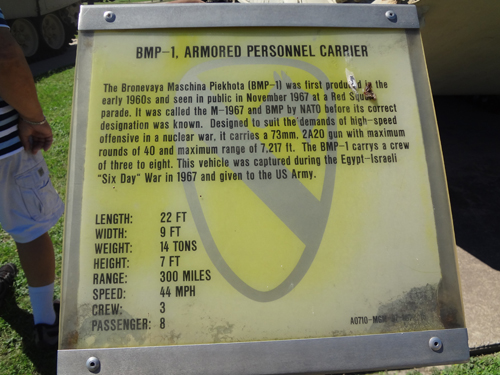 BMP-1, ARMORED PERSONNEL CARRIER
The Bronevaya Maschina Piekhota (BMP-1) was first produced in the
early 1960s and seen in public in November 1967 at a Red Square
parade. It was called the M-1967 and BMP by NATO before its correct
designation was known. Designed to suit the demands of high-speed
offensive in a nuclear war, it carries a 73mm, 2A20 gun with maximum
rounds of 40 and maximum range of 7,217 ft. The BMP-1 carrys a crew
of three to eight. This vehicle was captured during the Egypt-Israeli
"Six Day" War in 1967 and given to the US Army.
LENGTH: 22 FT
WIDTH: 9 FT
WEIGHT: 14 TONS
HEIGHT: 7 FT
RANGE: 300 MILES
SPEED: 44 MPH
CREW: 3
PASSENGER: 8